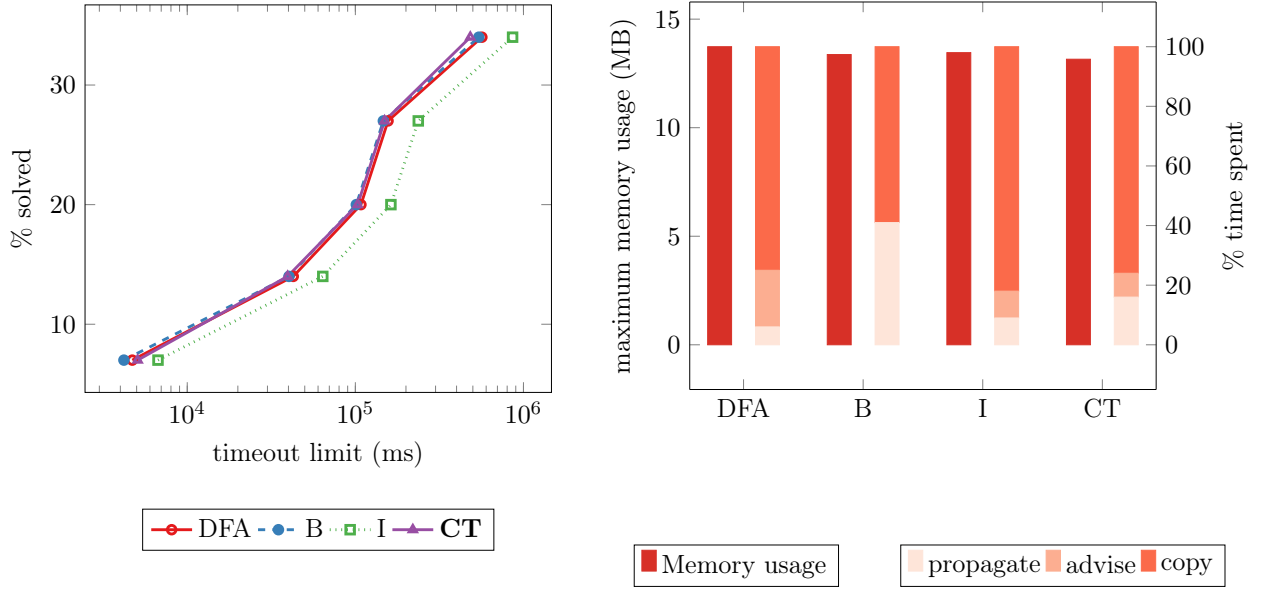 % solved
30
20
10
10^4
10^5
10^6
timeout limit (ms)
DFA B I CT
maximum memory usage (MB)
15
10
5
0
100
80
60
40
20
0
% time spent
DFA B I CT
Memory usage
propagate advise copy